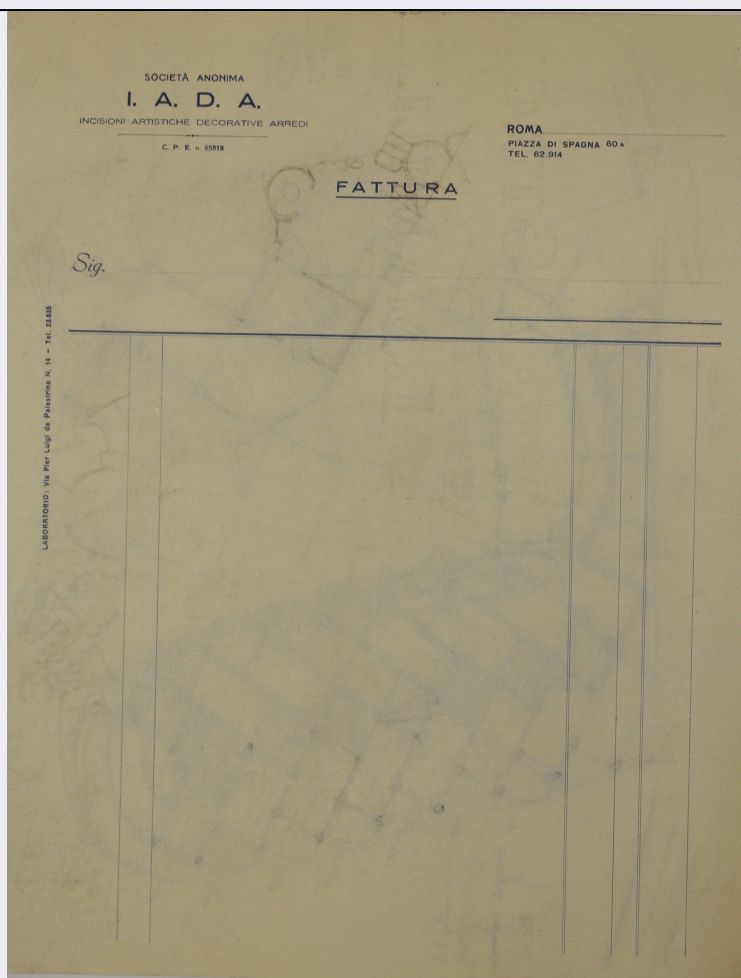 SOCIETÀ ANONIMA
I. A. D. A.
INCISIONI ARTISTICHE DECORATIVE ARREDI
C. P. E. n. 65818
ROMA
PIAZZA DI SPAGNA 60 A
TEL. 62.914
FATTURA
Sig.
LABORATORIO: Via Pier Luigi da Palestrina N. 14 – Tel. 33.035